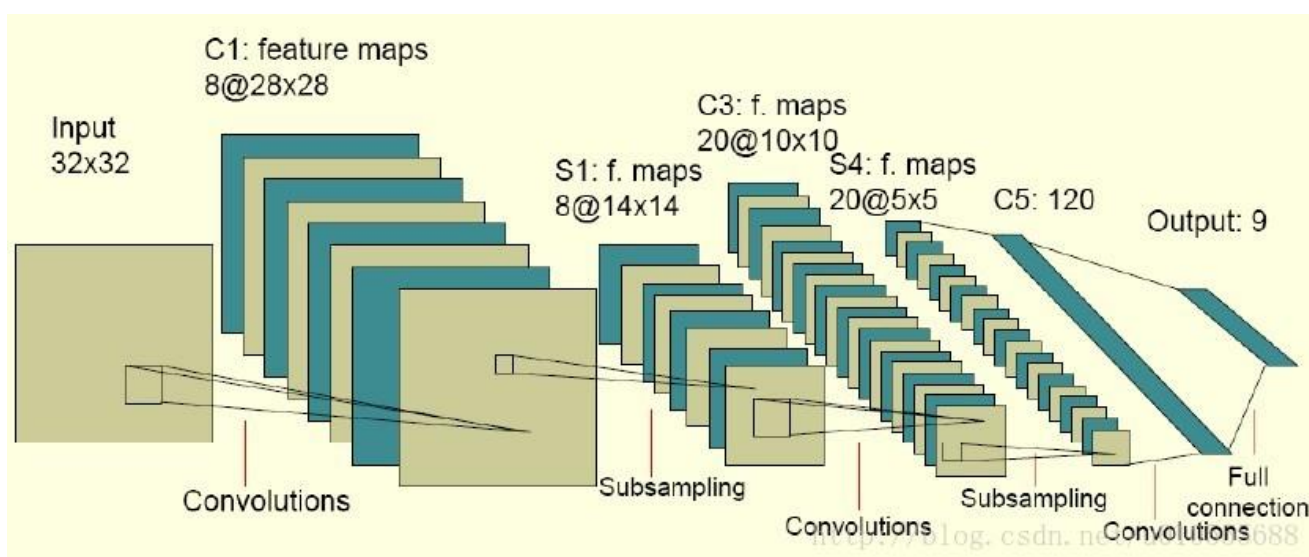 C1: feature maps
8@28x28
Input
32x32
S1: f. maps
8@14x14
C3: f. maps
20@10x10
S4: f. maps
20@5x5
C5: 120
Output: 9
Convolutions
Subsampling
Convolutions
Subsampling
Convolutions
Full
connection